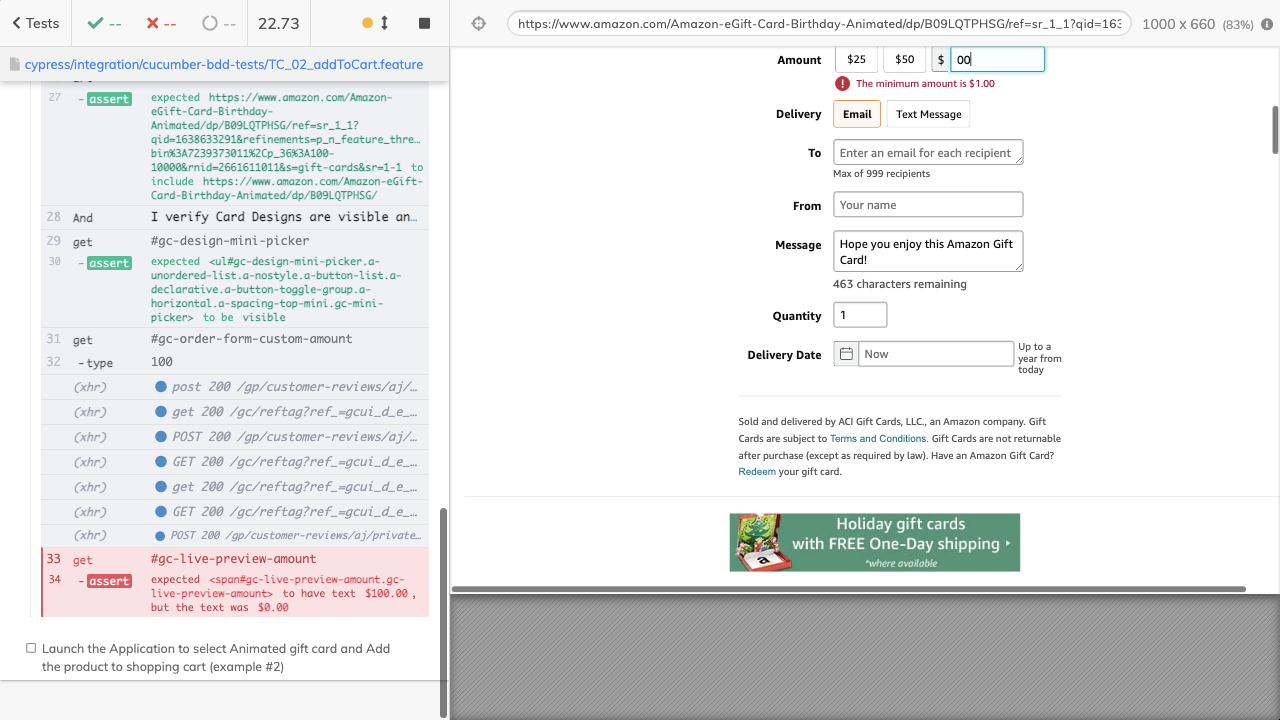 Tests
--
--
--
22.73
https://www.amazon.com/Amazon-eGift-Card-Birthday-Animated/dp/B09LQTPHSG/ref=sr_1_1?qid=163
1000 x 660 (83%)
cypress/integration/cucumber-bdd-tests/TC_02_addToCart.feature
27 - assert expected https://www.amazon.com/Amazon-
eGift-Card-Birthday-
Animated/dp/B09LQTPHSG/ref=sr_1_1?
qid=1638633291&refinements=p_n_feature_thre…
bin%3A7239373011%2Cp_36%3A100-
10000&rnid=2661611011&s=gift-cards&sr=1-1 to
include https://www.amazon.com/Amazon-eGift-
Card-Birthday-Animated/dp/B09LQTPHSG/
28 And I verify Card Designs are visible an…
29 get #gc-design-mini-picker
30 - assert expected <ul#gc-design-mini-picker.a-
unordered-list.a-nostyle.a-button-list.a-
declarative.a-button-toggle-group.a-
horizontal.a-spacing-top-mini.gc-mini-
picker> to be visible
31 get #gc-order-form-custom-amount
32 - type 100
(xhr) post 200 /gp/customer-reviews/aj/…
(xhr) get 200 /gc/reftag?ref_=gcui_d_e_…
(xhr) POST 200 /gp/customer-reviews/aj/…
(xhr) GET 200 /gc/reftag?ref_=gcui_d_e_…
(xhr) get 200 /gc/reftag?ref_=gcui_d_e_…
(xhr) GET 200 /gc/reftag?ref_=gcui_d_e_…
(xhr) POST 200 /gp/customer-reviews/aj/private…
33 get #gc-live-preview-amount
34 - assert expected <span#gc-live-preview-amount.gc-
live-preview-amount> to have text $100.00,
but the text was $0.00
Launch the Application to select Animated gift card and Add
the product to shopping cart (example #2)
Amount $25 $50 $ 00
The minimum amount is $1.00
Delivery Email Text Message
To Enter an email for each recipient
Max of 999 recipients
From Your name
Message Hope you enjoy this Amazon Gift
Card!
463 characters remaining
Quantity 1
Delivery Date Now Up to a
year from
today
Sold and delivered by ACI Gift Cards, LLC., an Amazon company. Gift
Cards are subject to Terms and Conditions. Gift Cards are not returnable
after purchase (except as required by law). Have an Amazon Gift Card?
Redeem your gift card.
Holiday gift cards
with FREE One-Day shipping
*where available